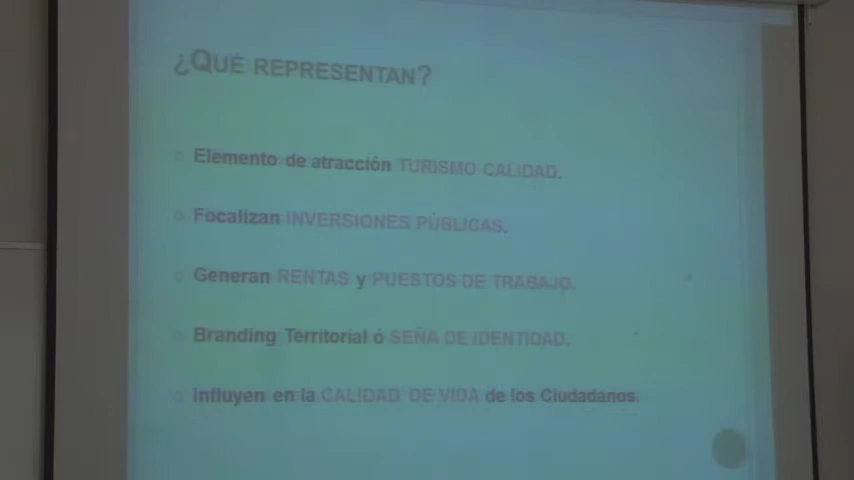 ¿QUÉ REPRESENTAN?
Elemento de atracción TURISMO CALIDAD.
Focalizan INVERSIONES PÚBLICAS.
Generan RENTAS y PUESTOS DE TRABAJO.
Branding Territorial ó SEÑA DE IDENTIDAD.
Influyen en la CALIDAD DE VIDA de los Ciudadanos.